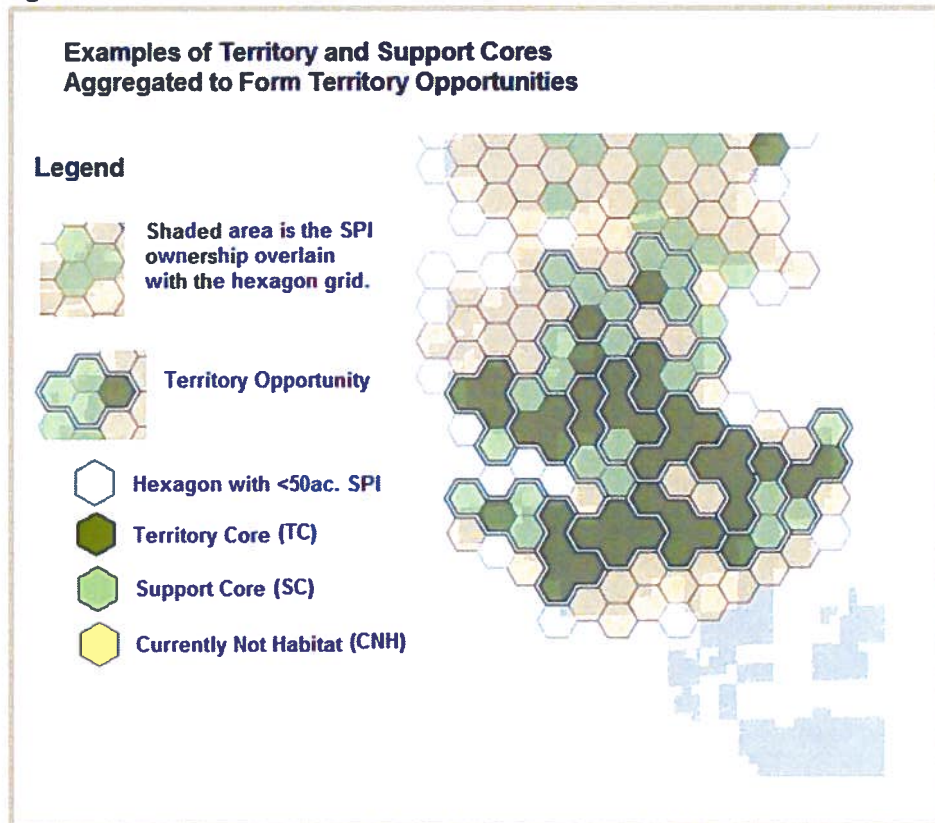 Examples of Territory and Support Cores
Aggregated to Form Territory Opportunities
Legend
Shaded area is the SPI
ownership overlain
with the hexagon grid.
Territory Opportunity
Hexagon with <50ac. SPI
Territory Core (TC)
Support Core (SC)
Currently Not Habitat (CNH)